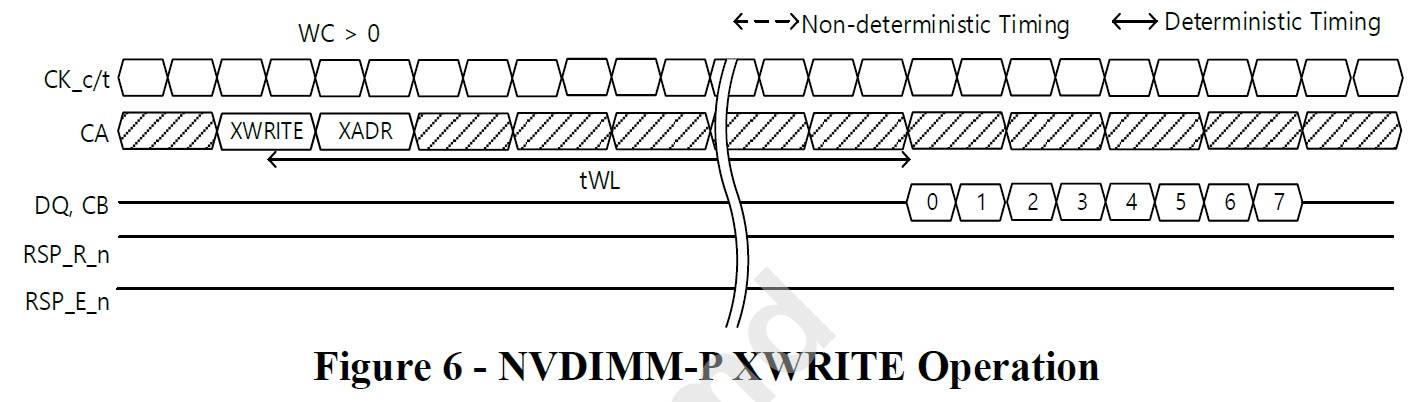 WC > 0
Non-deterministic Timing
Deterministic Timing
CK_c/t
CA
XWRITE
XADR
tWL
DQ, CB
0 1 2 3 4 5 6 7
RSP_R_n
RSP_E_n
Figure 6 - NVDIMM-P XWRITE Operation